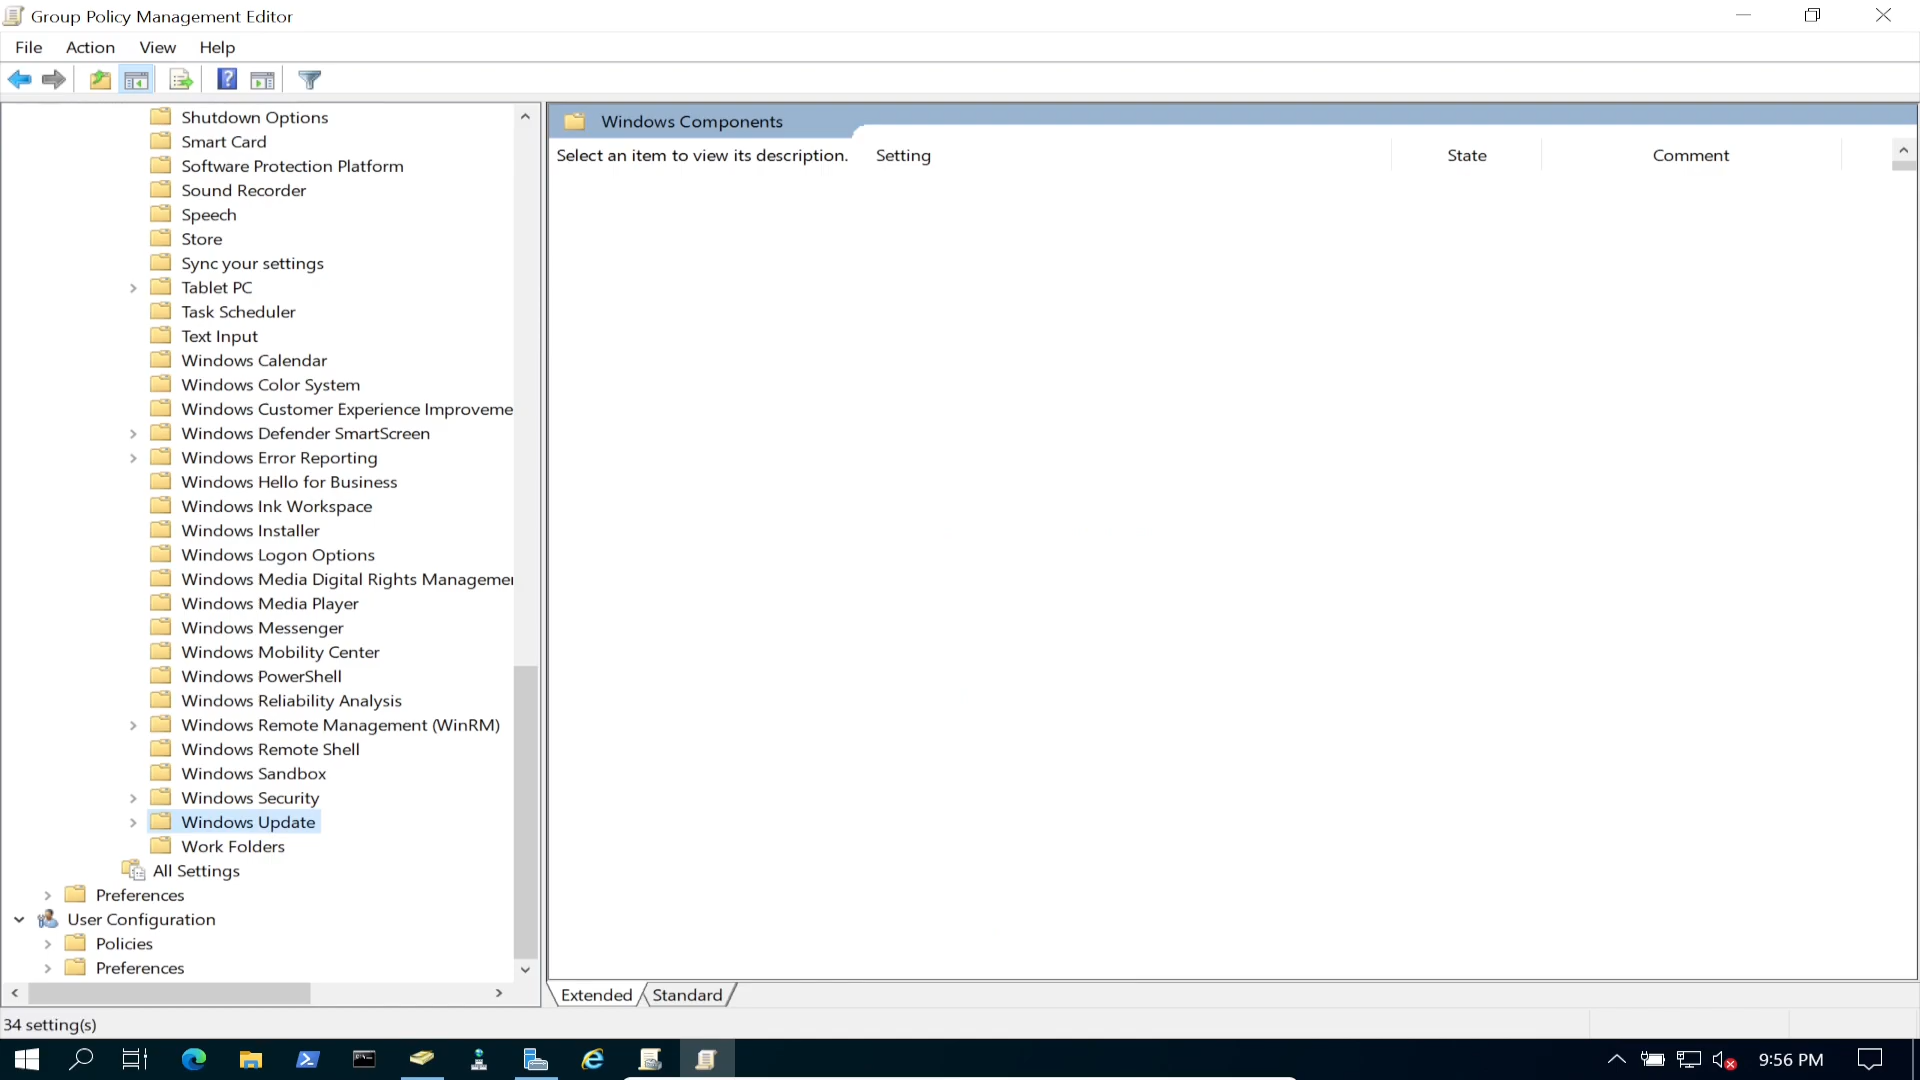 Group Policy Management Editor
File Action View Help
Shutdown Options
Smart Card
Software Protection Platform
Sound Recorder
Speech
Store
Sync your settings
Tablet PC
Task Scheduler
Text Input
Windows Calendar
Windows Color System
Windows Customer Experience Improveme
Windows Defender SmartScreen
Windows Error Reporting
Windows Hello for Business
Windows Ink Workspace
Windows Installer
Windows Logon Options
Windows Media Digital Rights Managemer
Windows Media Player
Windows Messenger
Windows Mobility Center
Windows PowerShell
Windows Reliability Analysis
Windows Remote Management (WinRM)
Windows Remote Shell
Windows Sandbox
Windows Security
Windows Update
Work Folders
All Settings
Preferences
User Configuration
Policies
Preferences
Windows Components
Select an item to view its description. Setting State Comment
Extended Standard
34 setting(s)
9:56 PM